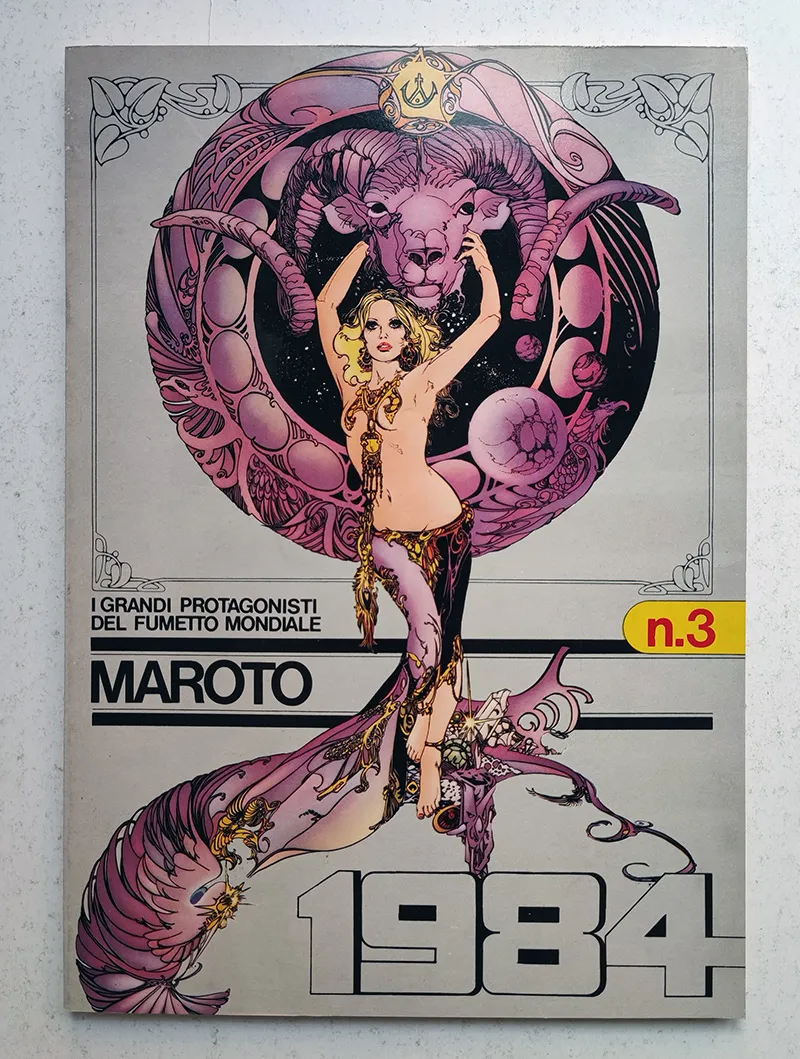 I GRANDI PROTAGONISTI
DEL FUMETTO MONDIALE
n.3
MAROTO
1984